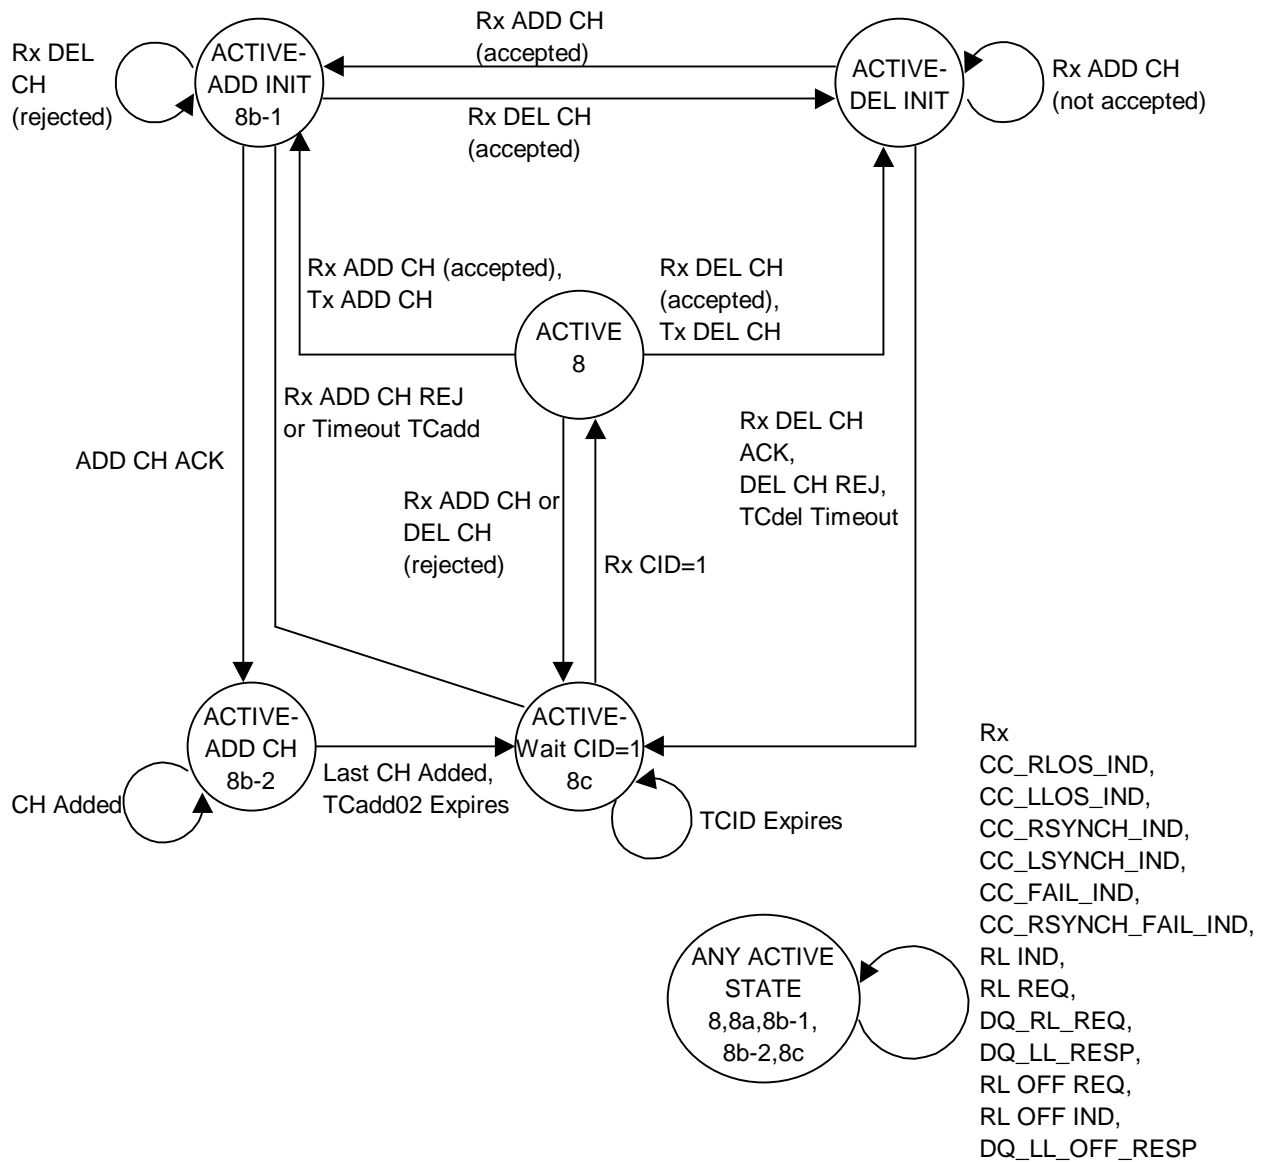 Rx ADD CH
(accepted)
Rx DEL
CH
(rejected)
ACTIVE-
ADD INIT
8b-1
ACTIVE-
DEL INIT
Rx ADD CH
(not accepted)
Rx DEL CH
(accepted)
Rx ADD CH (accepted),
Tx ADD CH
Rx DEL CH
(accepted),
Tx DEL CH
ACTIVE
8
Rx ADD CH REJ
or Timeout TCadd
Rx DEL CH
ACK,
DEL CH REJ,
TCdel Timeout
ADD CH ACK
Rx ADD CH or
DEL CH
(rejected)
Rx CID=1
ACTIVE-
ADD CH
8b-2
ACTIVE-
Wait CID=1
8c
CH Added
Last CH Added,
TCadd02 Expires
TCID Expires
Rx
CC_RLOS_IND,
CC_LLOS_IND,
CC_RSYNCH_IND,
CC_LSYNCH_IND,
CC_FAIL_IND,
CC_RSYNCH_FAIL_IND,
RL IND,
RL REQ,
DQ_RL_REQ,
DQ_LL_RESP,
RL OFF REQ,
RL OFF IND,
DQ_LL_OFF_RESP
ANY ACTIVE
STATE
8,8a,8b-1,
8b-2,8c